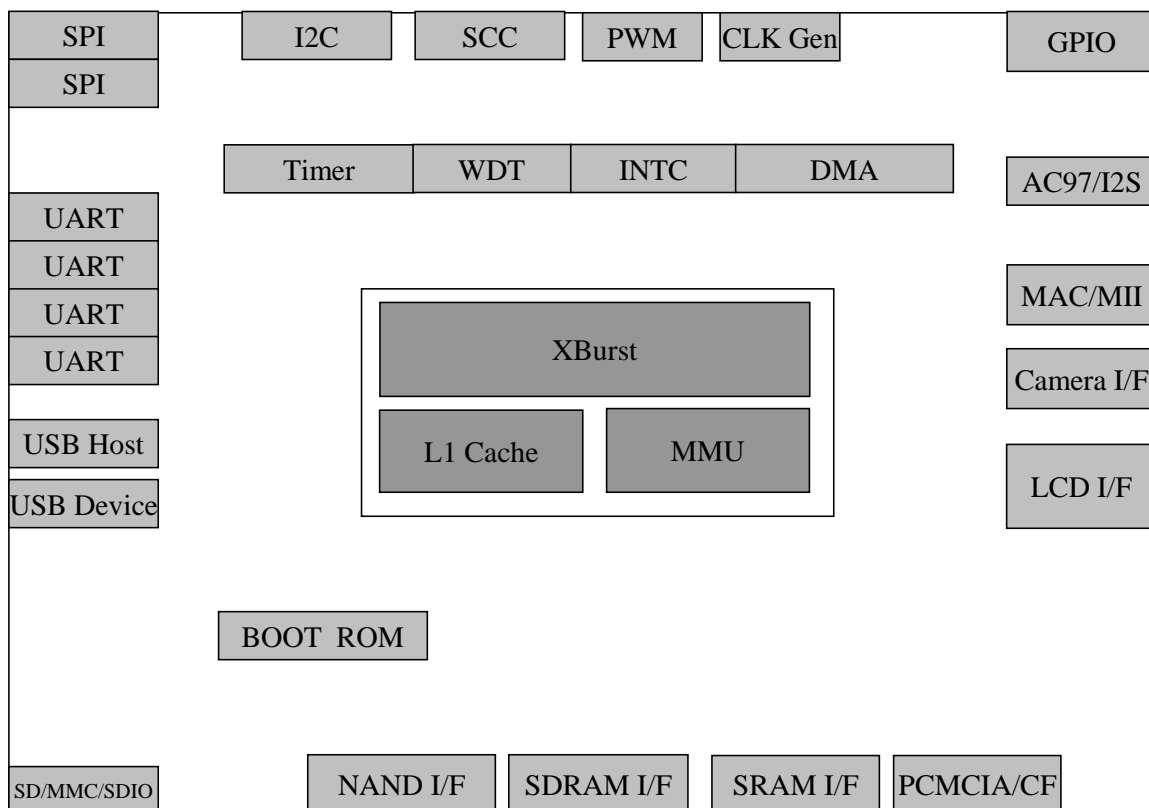 SPI
I2C
SCC
PWM
CLK Gen
GPIO
SPI
Timer
WDT
INTC
DMA
AC97/I2S
UART
UART
UART
UART
MAC/MII
XBurst
Camera I/F
L1 Cache
MMU
USB Host
USB Device
LCD I/F
BOOT ROM
SD/MMC/SDIO
NAND I/F
SDRAM I/F
SRAM I/F
PCMCIA/CF